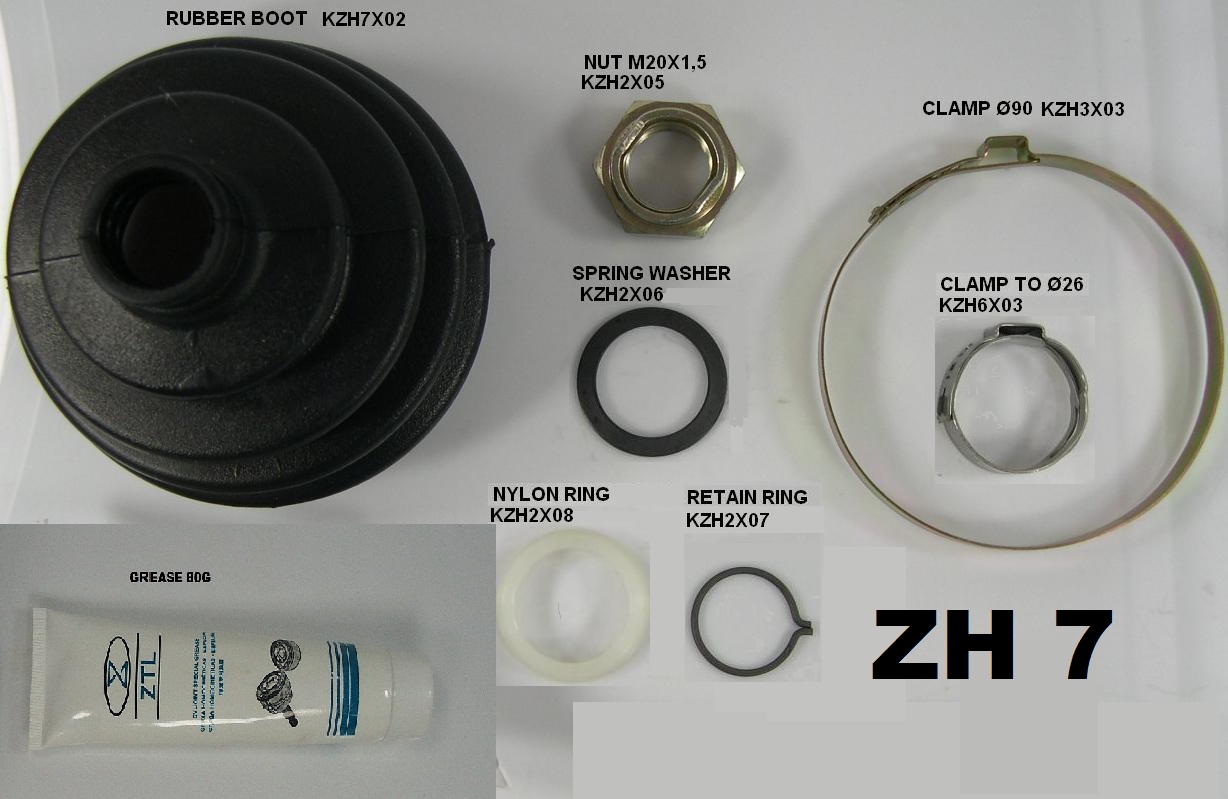 RUBBER BOOT KZH7X02
NUT M20X1,5
KZH2X05
CLAMP Ø90 KZH3X03
SPRING WASHER
KZH2X06
CLAMP TO Ø26
KZH6X03
NYLON RING
KZH2X08
RETAIN RING
KZH2X07
GREASE 80G
ZH 7
ZTL